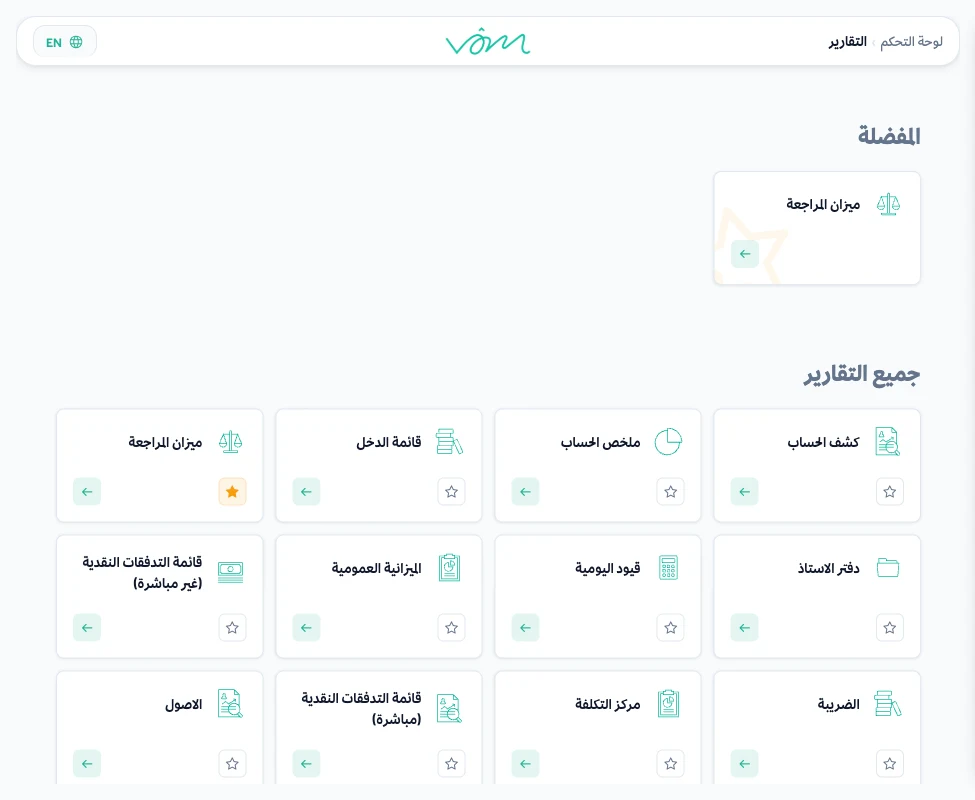 لوحة التحكم › التقارير
vôm
EN
المفضلة
ميزان المراجعة
جميع التقارير
كشف الحساب
ملخص الحساب
قائمة الدخل
ميزان المراجعة
دفتر الاستاذ
قيود اليومية
الميزانية العمومية
قائمة التدفقات النقدية
(غير مباشرة)
الضريبة
مركز التكلفة
قائمة التدفقات النقدية
(مباشرة)
الاصول